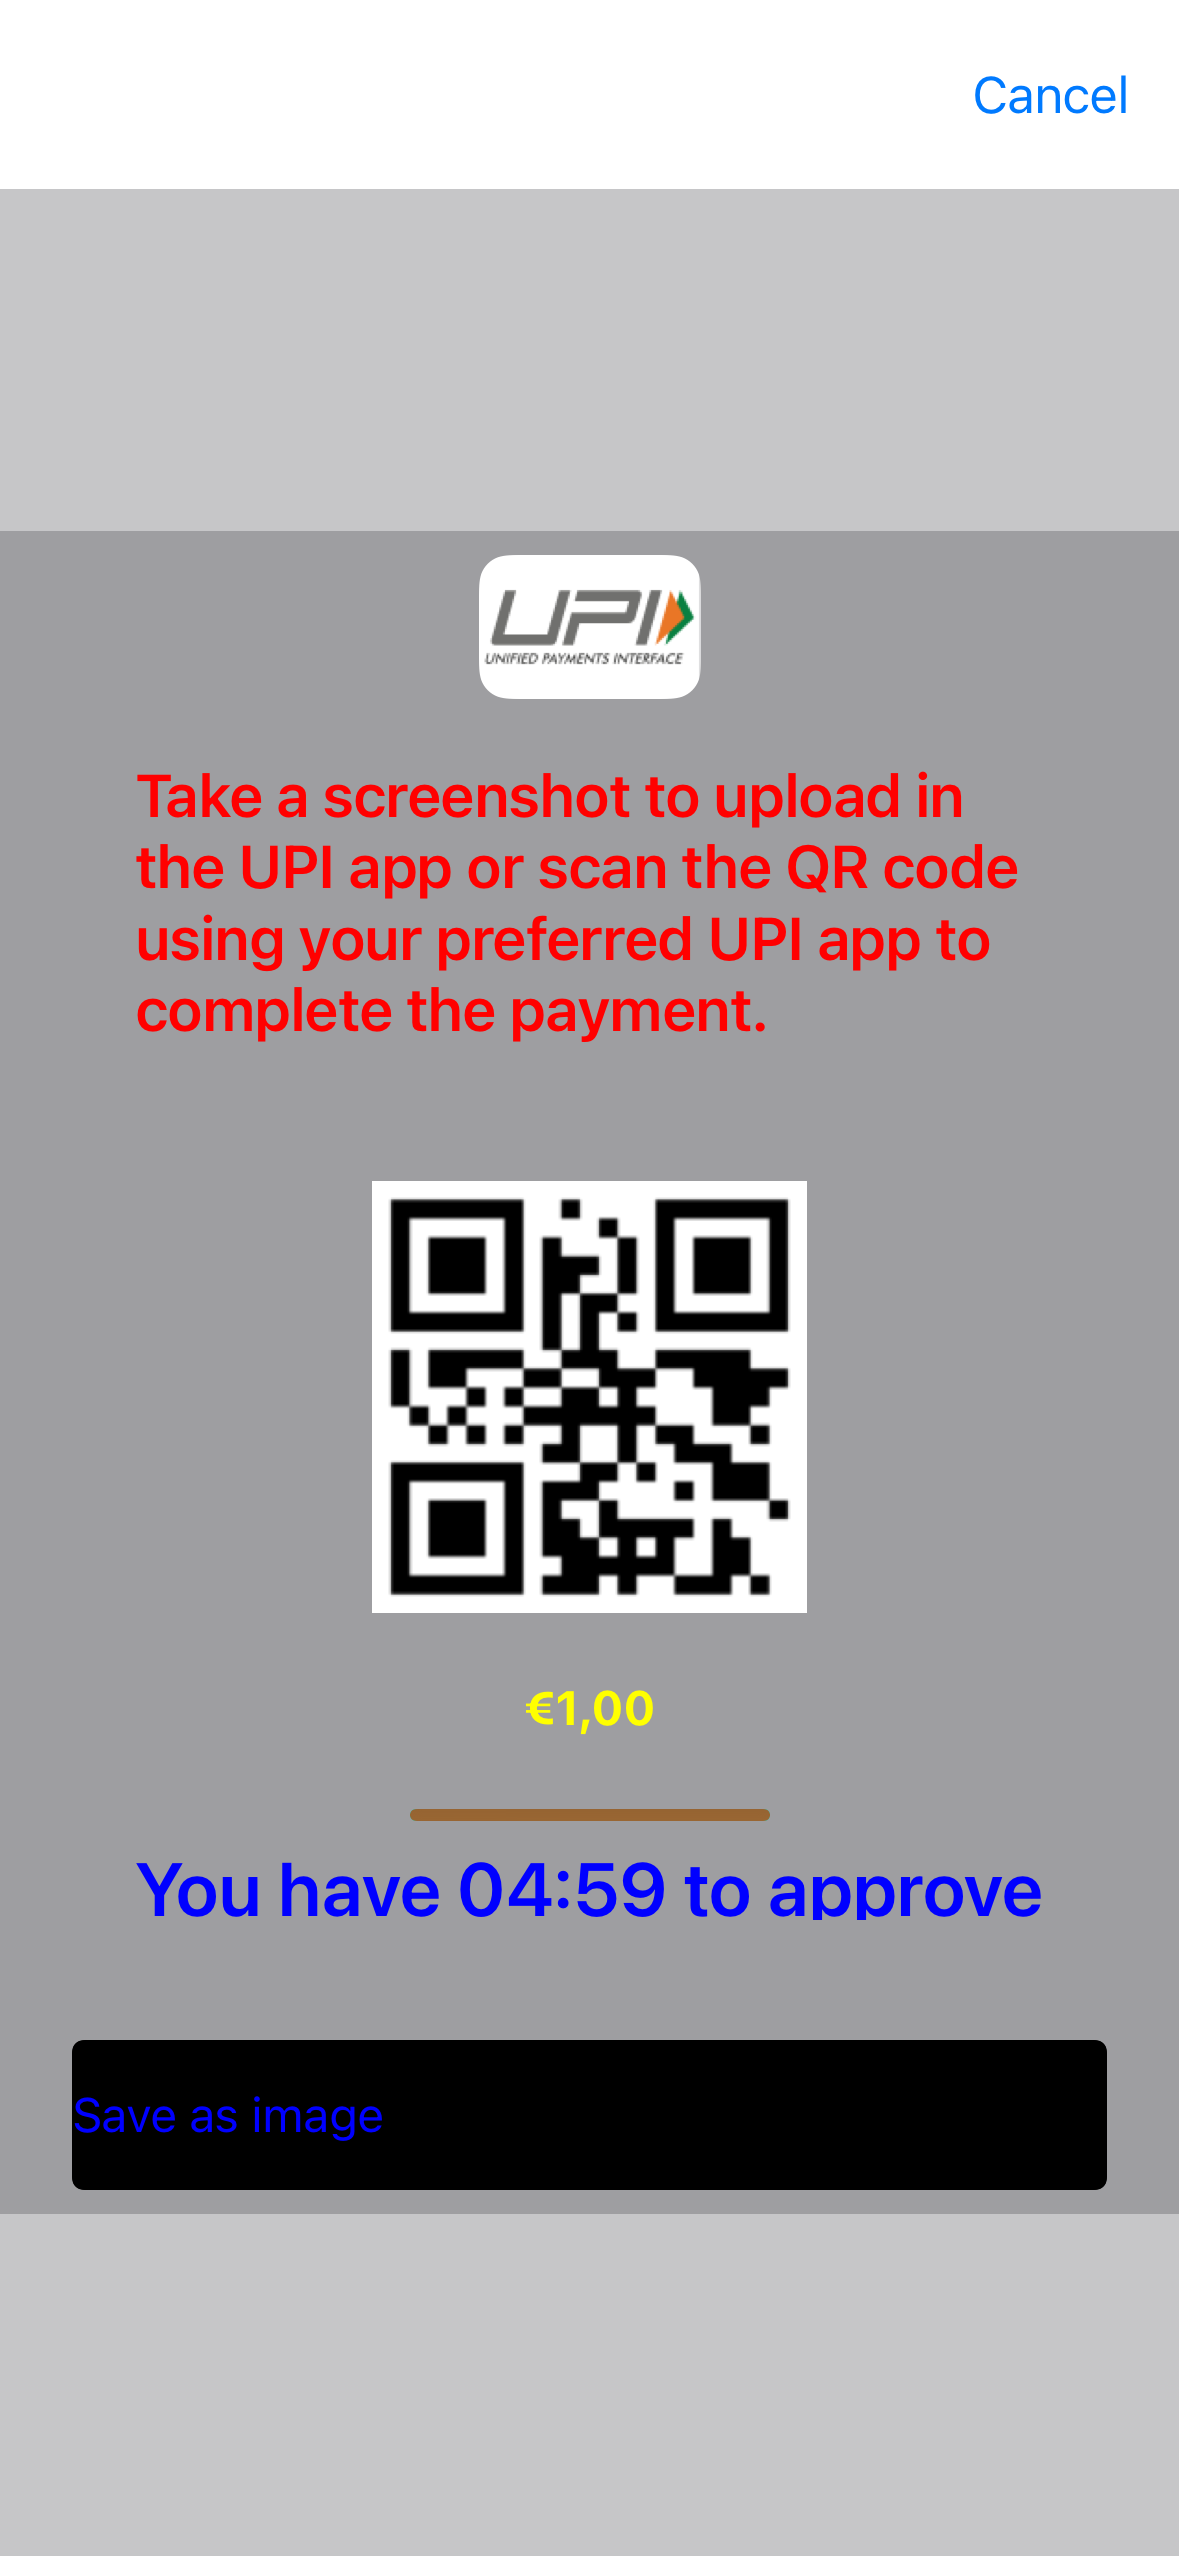 Cancel
UPI
UNIFIED PAYMENTS INTERFACE
Take a screenshot to upload in
the UPI app or scan the QR code
using your preferred UPI app to
complete the payment.
€1,00
You have 04:59 to approve
Save as image